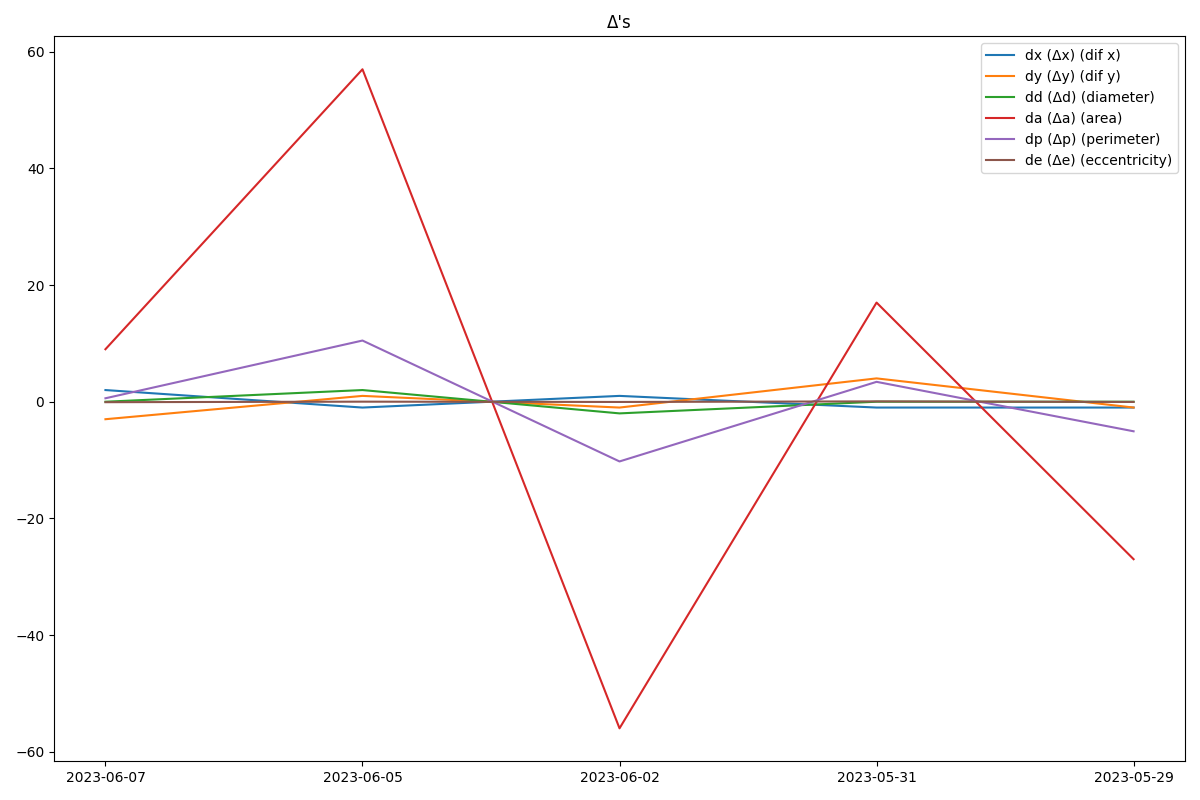 Δ's
dx (Δx) (dif x)
dy (Δy) (dif y)
dd (Δd) (diameter)
da (Δa) (area)
dp (Δp) (perimeter)
de (Δe) (eccentricity)
60
40
20
0
−20
−40
−60
2023-06-07 2023-06-05 2023-06-02 2023-05-31 2023-05-29